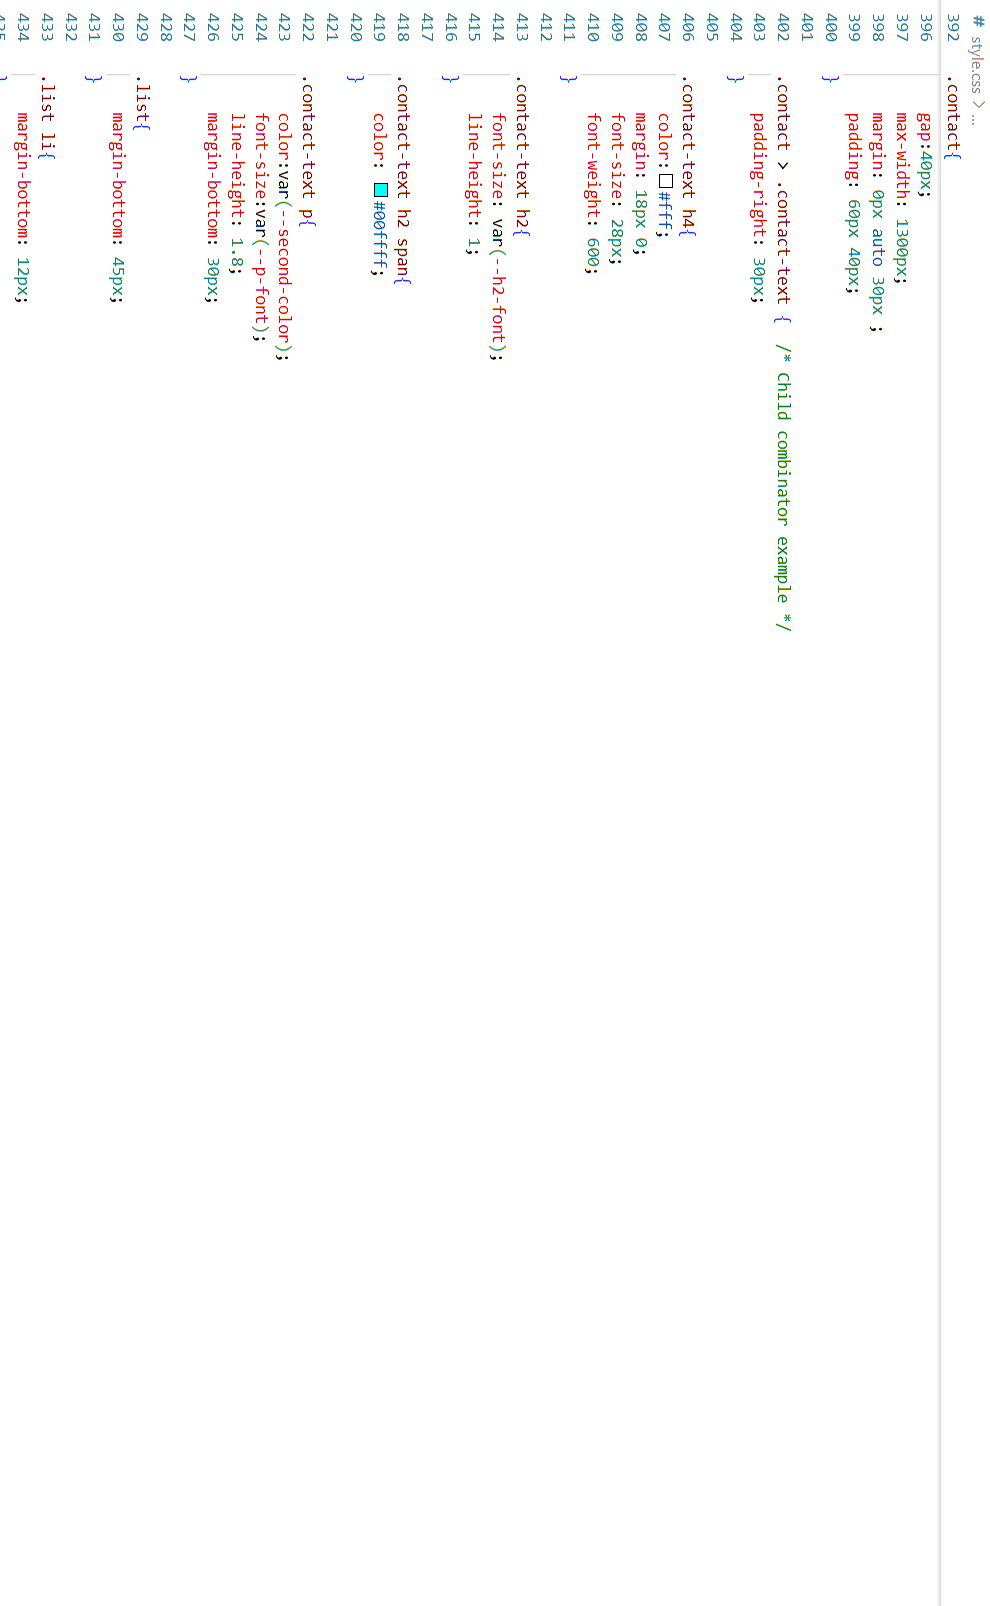 # style.css > ...
392 .contact{
396     gap:40px;
397     max-width: 1300px;
398     margin: 0px auto 30px ;
399     padding: 60px 40px;
400 }
401
402 .contact > .contact-text {  /* Child combinator example */
403     padding-right: 30px;
404 }
405
406 .contact-text h4{
407     color: #fff;
408     margin: 18px 0;
409     font-size: 28px;
410     font-weight: 600;
411 }
412
413 .contact-text h2{
414     font-size: var(--h2-font);
415     line-height: 1;
416 }
417
418 .contact-text h2 span{
419     color: #00ffff;
420 }
421
422 .contact-text p{
423     color:var(--second-color);
424     font-size:var(--p-font);
425     line-height: 1.8;
426     margin-bottom: 30px;
427 }
428
429 .list{
430     margin-bottom: 45px;
431 }
432
433 .list li{
434     margin-bottom: 12px;
435 }